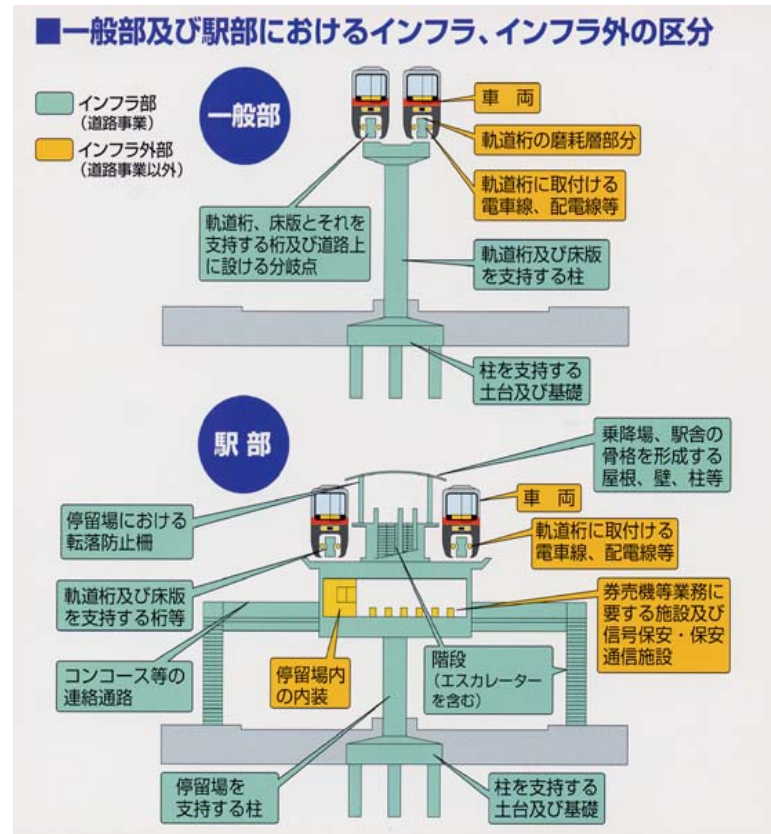 ■一般部及び駅部におけるインフラ、インフラ外の区分
インフラ部
(道路事業)
インフラ外部
(道路事業以外)
一般部
車 両
軌道桁の磨耗層部分
軌道桁に取付ける
電車線、配電線等
軌道桁、床版とそれを
支持する桁及び道路上
に設ける分岐点
軌道桁及び床版
を支持する柱
柱を支持する
土台及び基礎
駅 部
乗降場、駅舎の
骨格を形成する
屋根、壁、柱等
停留場における
転落防止柵
車 両
軌道桁に取付ける
電車線、配電線等
軌道桁及び床版
を支持する桁等
券売機等業務に
要する施設及び
信号保安・保安
通信施設
コンコース等の
連絡通路
停留場内
の内装
階段
(エスカレーター
を含む)
停留場を
支持する柱
柱を支持する
土台及び基礎